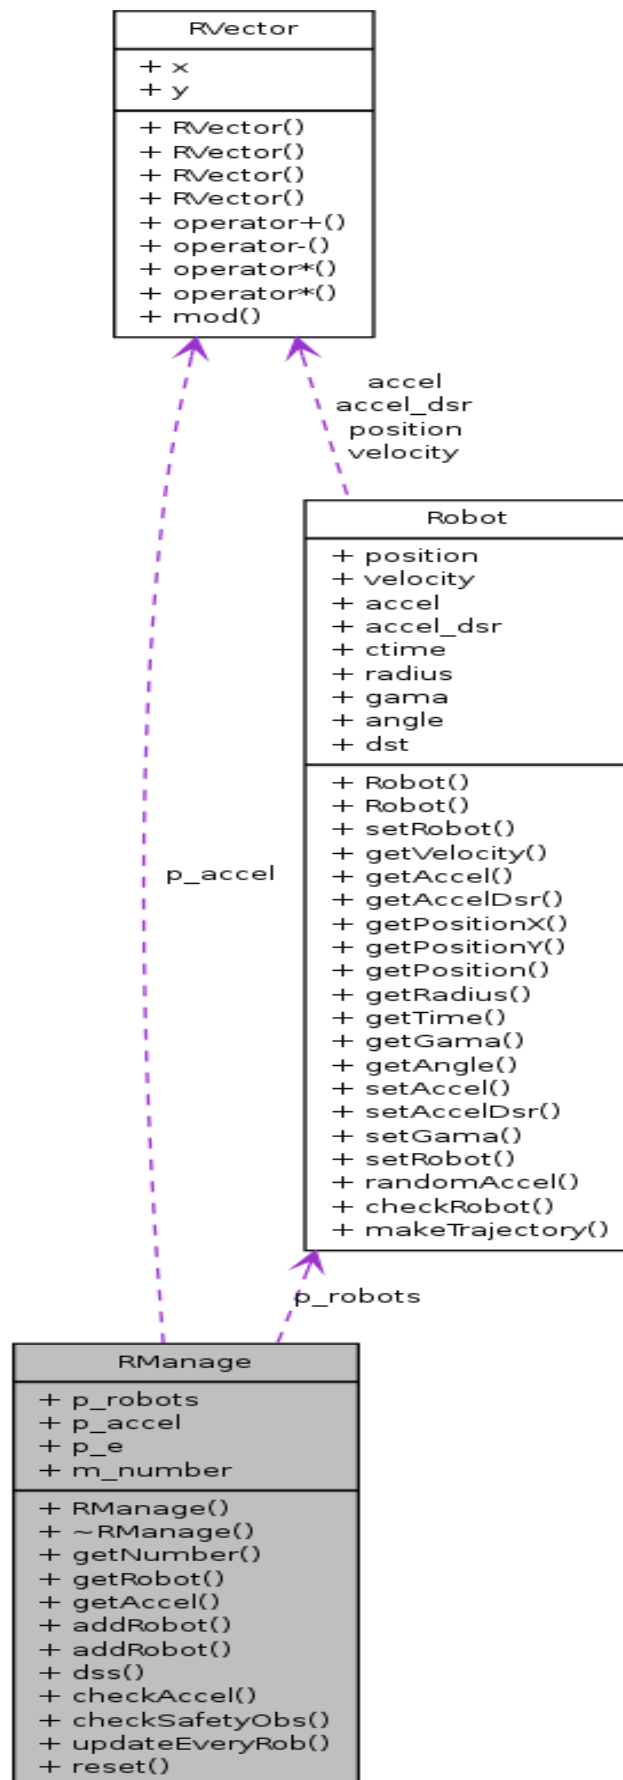 RVector
+ x
+ y
+ RVector()
+ RVector()
+ RVector()
+ RVector()
+ operator+()
+ operator-()
+ operator*()
+ operator*()
+ mod()
accel
accel_dsr
position
velocity
Robot
+ position
+ velocity
+ accel
+ accel_dsr
+ ctime
+ radius
+ gama
+ angle
+ dst
+ Robot()
+ Robot()
+ setRobot()
+ getVelocity()
+ getAccel()
+ getAccelDsr()
+ getPositionX()
+ getPositionY()
+ getPosition()
+ getRadius()
+ getTime()
+ getGama()
+ getAngle()
+ setAccel()
+ setAccelDsr()
+ setGama()
+ setRobot()
+ randomAccel()
+ checkRobot()
+ makeTrajectory()
p_accel
p_robots
RManage
+ p_robots
+ p_accel
+ p_e
+ m_number
+ RManage()
+ ~RManage()
+ getNumber()
+ getRobot()
+ getAccel()
+ addRobot()
+ addRobot()
+ dss()
+ checkAccel()
+ checkSafetyObs()
+ updateEveryRob()
+ reset()